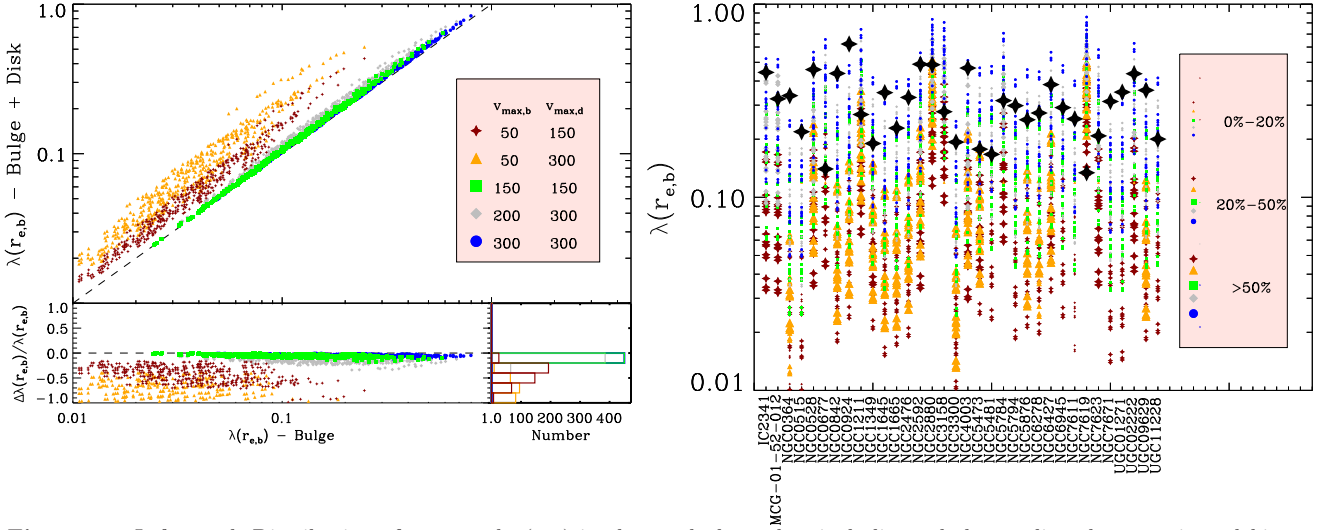 λ(r_e,b) − Bulge + Disk
1.0
0.1
v_max,b v_max,d
50 150
50 300
150 150
200 300
300 300
Δλ(r_e,b)/λ(r_e,b)
1.0
0.5
0.0
−0.5
−1.0
0.01 0.1 1.0 100 200 300 400
λ(r_e,b) − Bulge
Number
λ(r_e,b)
1.00
0.10
0.01
0%−20%
20%−50%
>50%
IC2341
MCG−01−52−012
NGC0364
NGC0515
NGC0528
NGC0677
NGC0842
NGC0924
NGC1211
NGC1349
NGC1645
NGC1665
NGC2476
NGC2592
NGC2880
NGC3158
NGC3300
NGC4003
NGC5473
NGC5481
NGC5784
NGC5794
NGC5876
NGC6278
NGC6427
NGC6945
NGC7611
NGC7619
NGC7623
NGC7671
UGC01271
UGC02222
UGC09629
UGC11228